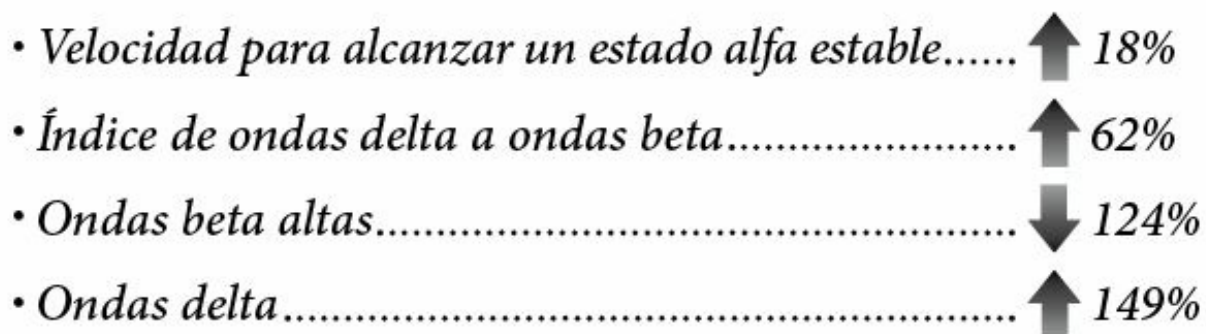 • Velocidad para alcanzar un estado alfa estable...... 18%
• Índice de ondas delta a ondas beta............................ 62%
• Ondas beta altas............................................................. 124%
• Ondas delta...................................................................... 149%